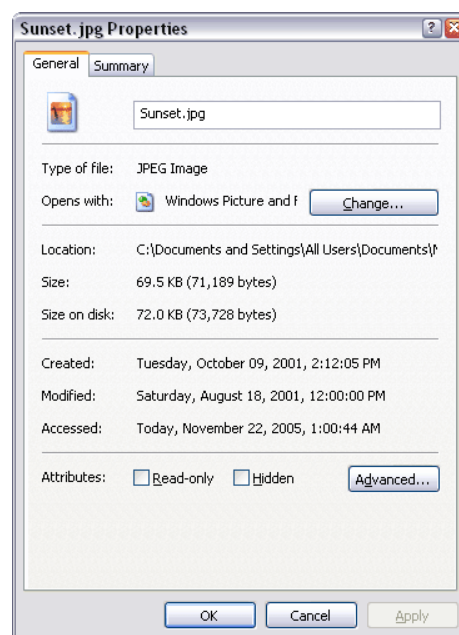 Sunset.jpg Properties
General Summary
Sunset.jpg
Type of file: JPEG Image
Opens with: Windows Picture and F Change...
Location: C:\Documents and Settings\All Users\Documents\M
Size: 69.5 KB (71,189 bytes)
Size on disk: 72.0 KB (73,728 bytes)
Created: Tuesday, October 09, 2001, 2:12:05 PM
Modified: Saturday, August 18, 2001, 12:00:00 PM
Accessed: Today, November 22, 2005, 1:00:44 AM
Attributes: Read-only Hidden Advanced...
OK Cancel Apply